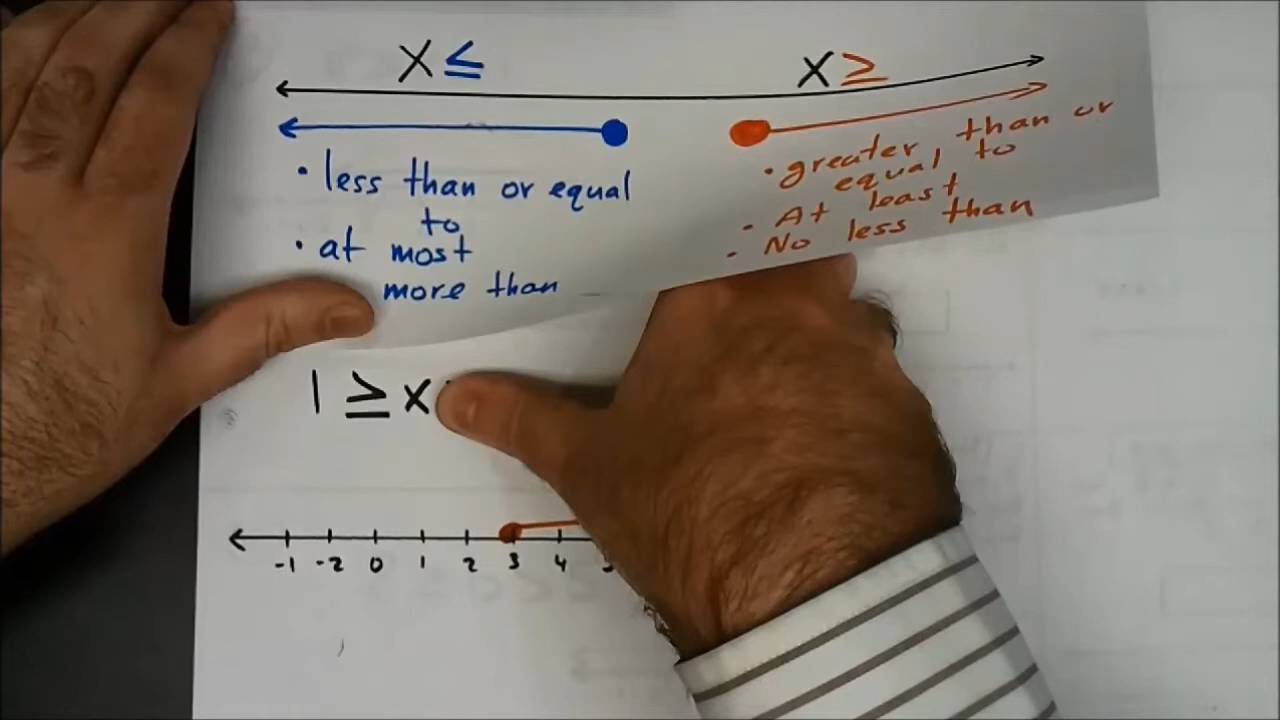 x ≤
x ≥
• less than or equal
to
• at most
more than
• greater than or
equal to
- At least
- No less than
1 ≥ x
-1 -2 0 1 2 3 4